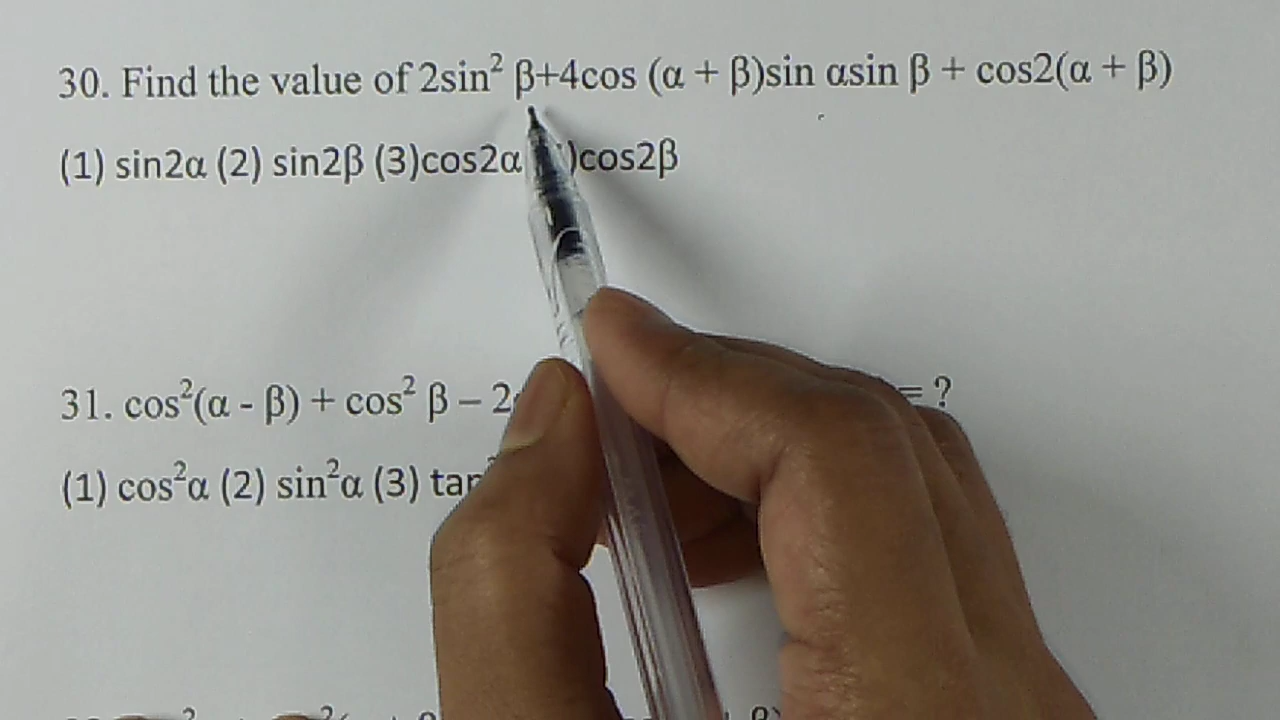 30. Find the value of 2sin² β+4cos (α + β)sin αsin β + cos2(α + β)
(1) sin2α (2) sin2β (3)cos2α )cos2β
31. cos²(α - β) + cos² β – 2 = ?
(1) cos²α (2) sin²α (3)